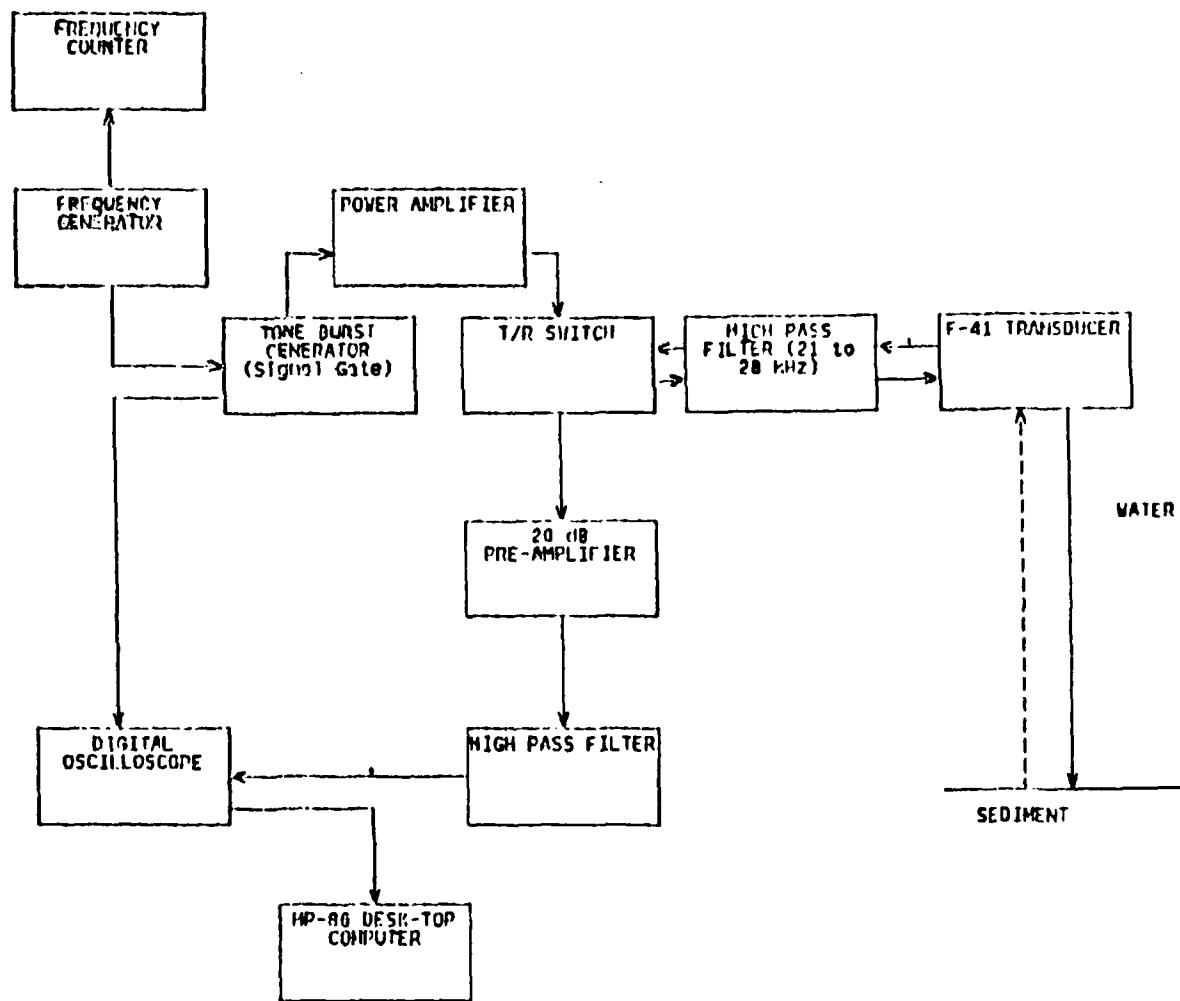 FREQUENCY
COUNTER
FREQUENCY
GENERATOR
POWER AMPLIFIER
TONE BURST
GENERATOR
(Signal Gate)
T/R SWITCH
HIGH PASS
FILTER (21 to
28 KHz)
F-41 TRANSDUCER
WATER
20 dB
PRE-AMPLIFIER
DIGITAL
OSCILLOSCOPE
HIGH PASS FILTER
SEDIMENT
HP-86 DESK-TOP
COMPUTER